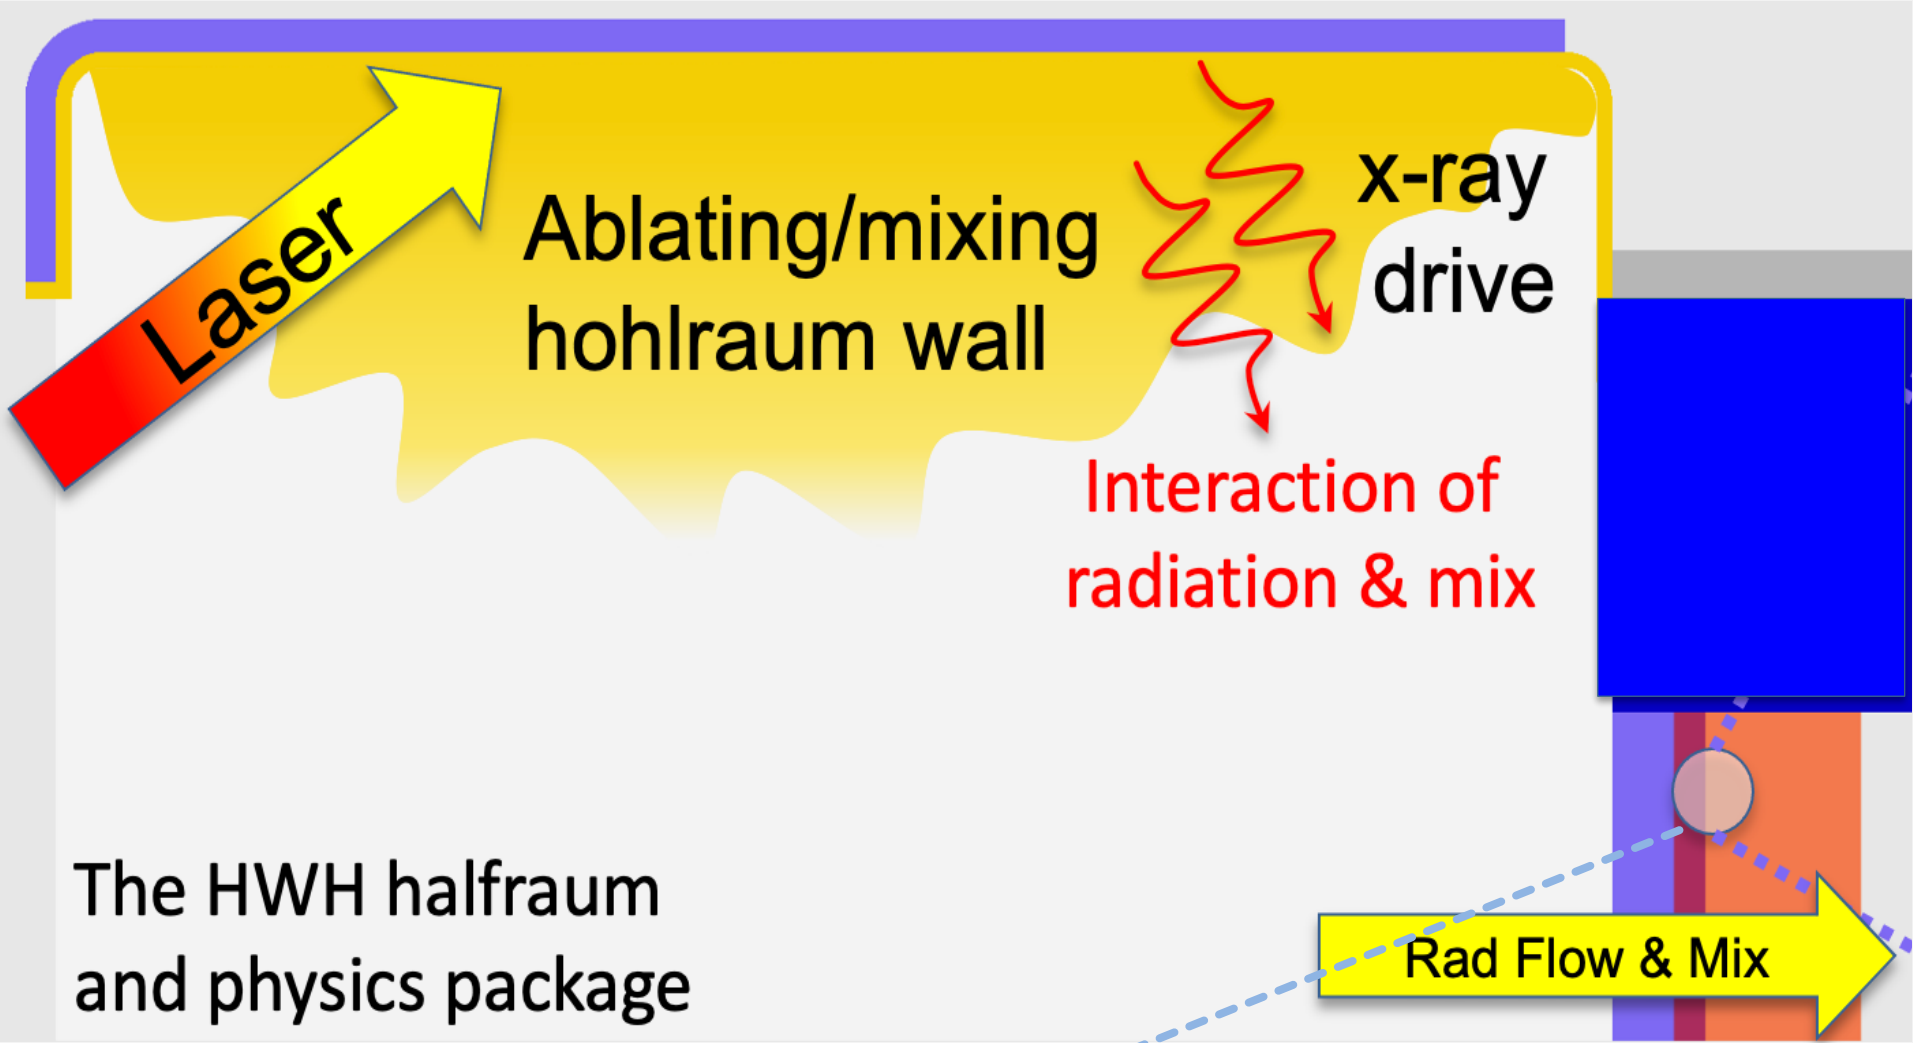 Laser
Ablating/mixing
hohlraum wall
x-ray
drive
Interaction of
radiation & mix
The HWH halfraum
and physics package
Rad Flow & Mix